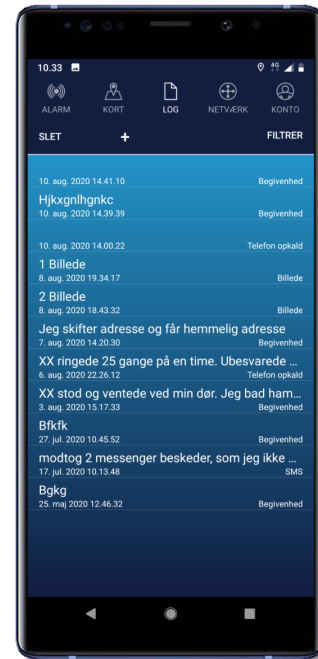 10.33
4G
ALARM KORT LOG NETVÆRK KONTO
SLET + FILTRER
10. aug. 2020 14.41.10 Begivenhed
Hjkxgnlhgnkc
10. aug. 2020 14.39.39 Begivenhed
10. aug. 2020 14.00.22 Telefon opkald
1 Billede
8. aug. 2020 19.34.17 Billede
2 Billede
8. aug. 2020 18.43.32 Billede
Jeg skifter adresse og får hemmelig adresse
7. aug. 2020 14.20.30 Begivenhed
XX ringede 25 gange på en time. Ubesvarede ...
6. aug. 2020 22.26.12 Telefon opkald
XX stod og ventede ved min dør. Jeg bad ham...
3. aug. 2020 15.17.33 Begivenhed
Bfkfk
27. jul. 2020 10.45.52 Begivenhed
modtog 2 messenger beskeder, som jeg ikke ...
17. jul. 2020 10.13.48 SMS
Bgkg
25. maj 2020 12.46.32 Begivenhed